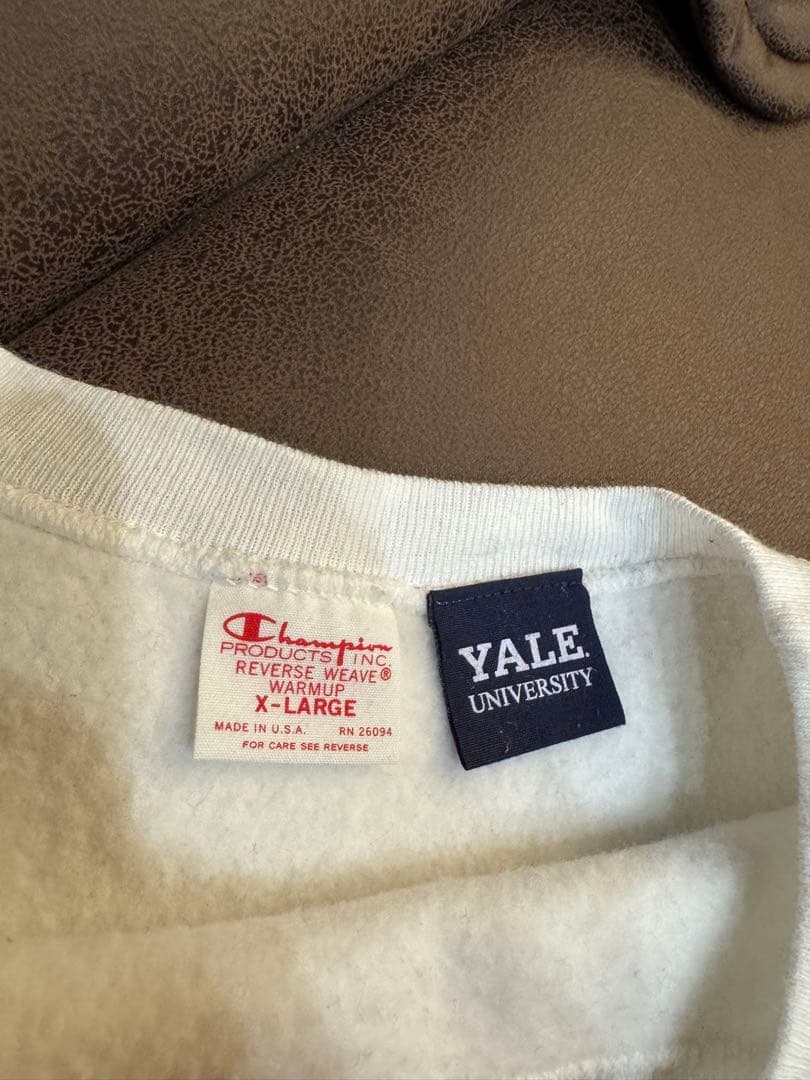 Champion
PRODUCTS INC.
REVERSE WEAVE®
WARMUP
X-LARGE
MADE IN U.S.A. RN 26094
FOR CARE SEE REVERSE
YALE.
UNIVERSITY